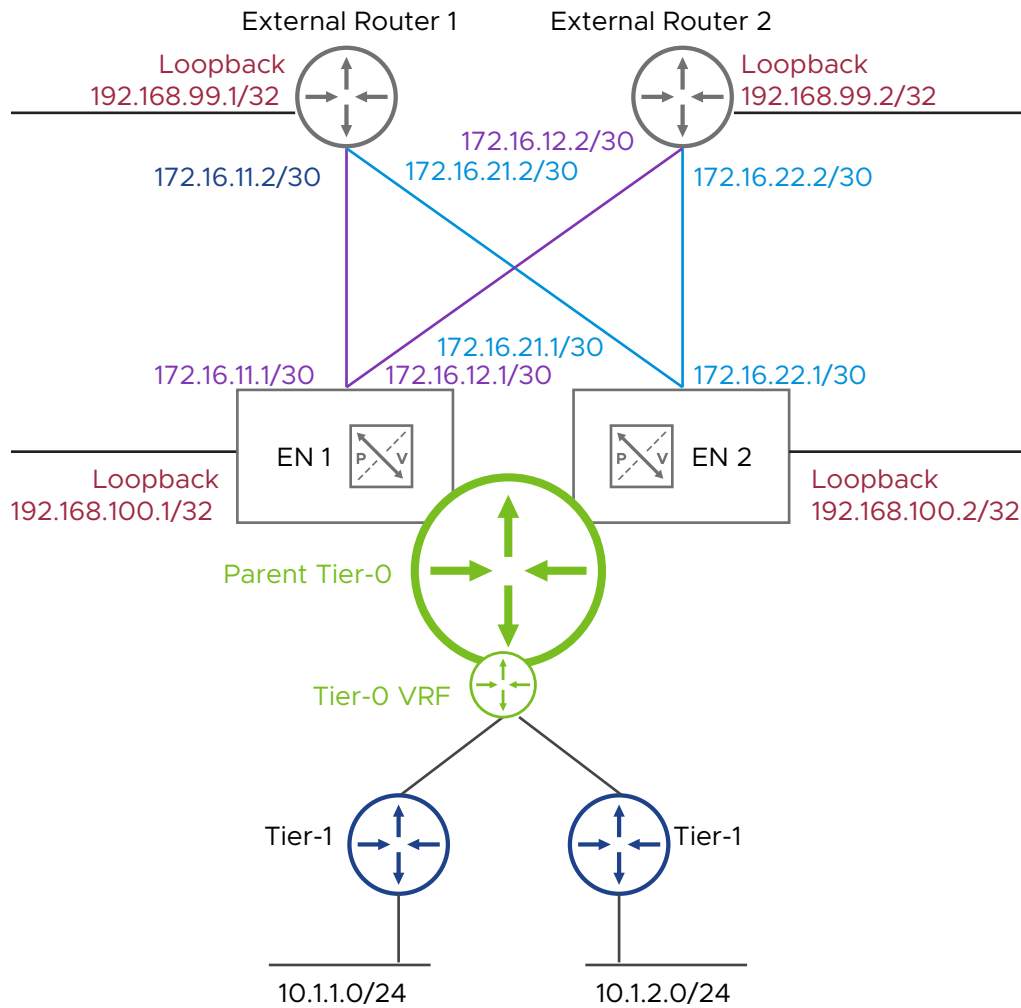 External Router 1
External Router 2
Loopback
192.168.99.1/32
Loopback
192.168.99.2/32
172.16.12.2/30
172.16.11.2/30
172.16.21.2/30
172.16.22.2/30
172.16.21.1/30
172.16.11.1/30
172.16.12.1/30
172.16.22.1/30
EN 1
P V
P V
EN 2
Loopback
192.168.100.1/32
Loopback
192.168.100.2/32
Parent Tier-0
Tier-0 VRF
Tier-1
Tier-1
10.1.1.0/24
10.1.2.0/24